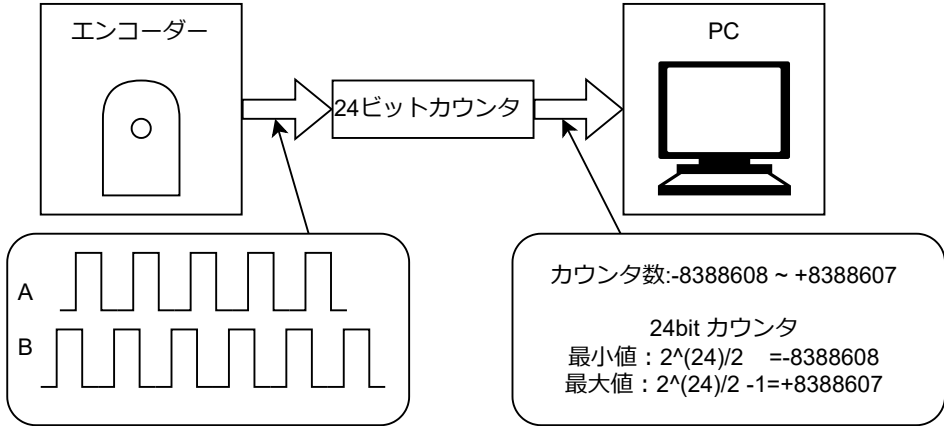 エンコーダー
24ビットカウンタ
PC
A
B
カウンタ数:-8388608 ~ +8388607
24bit カウンタ
最小値：2^(24)/2 =-8388608
最大値：2^(24)/2 -1=+8388607